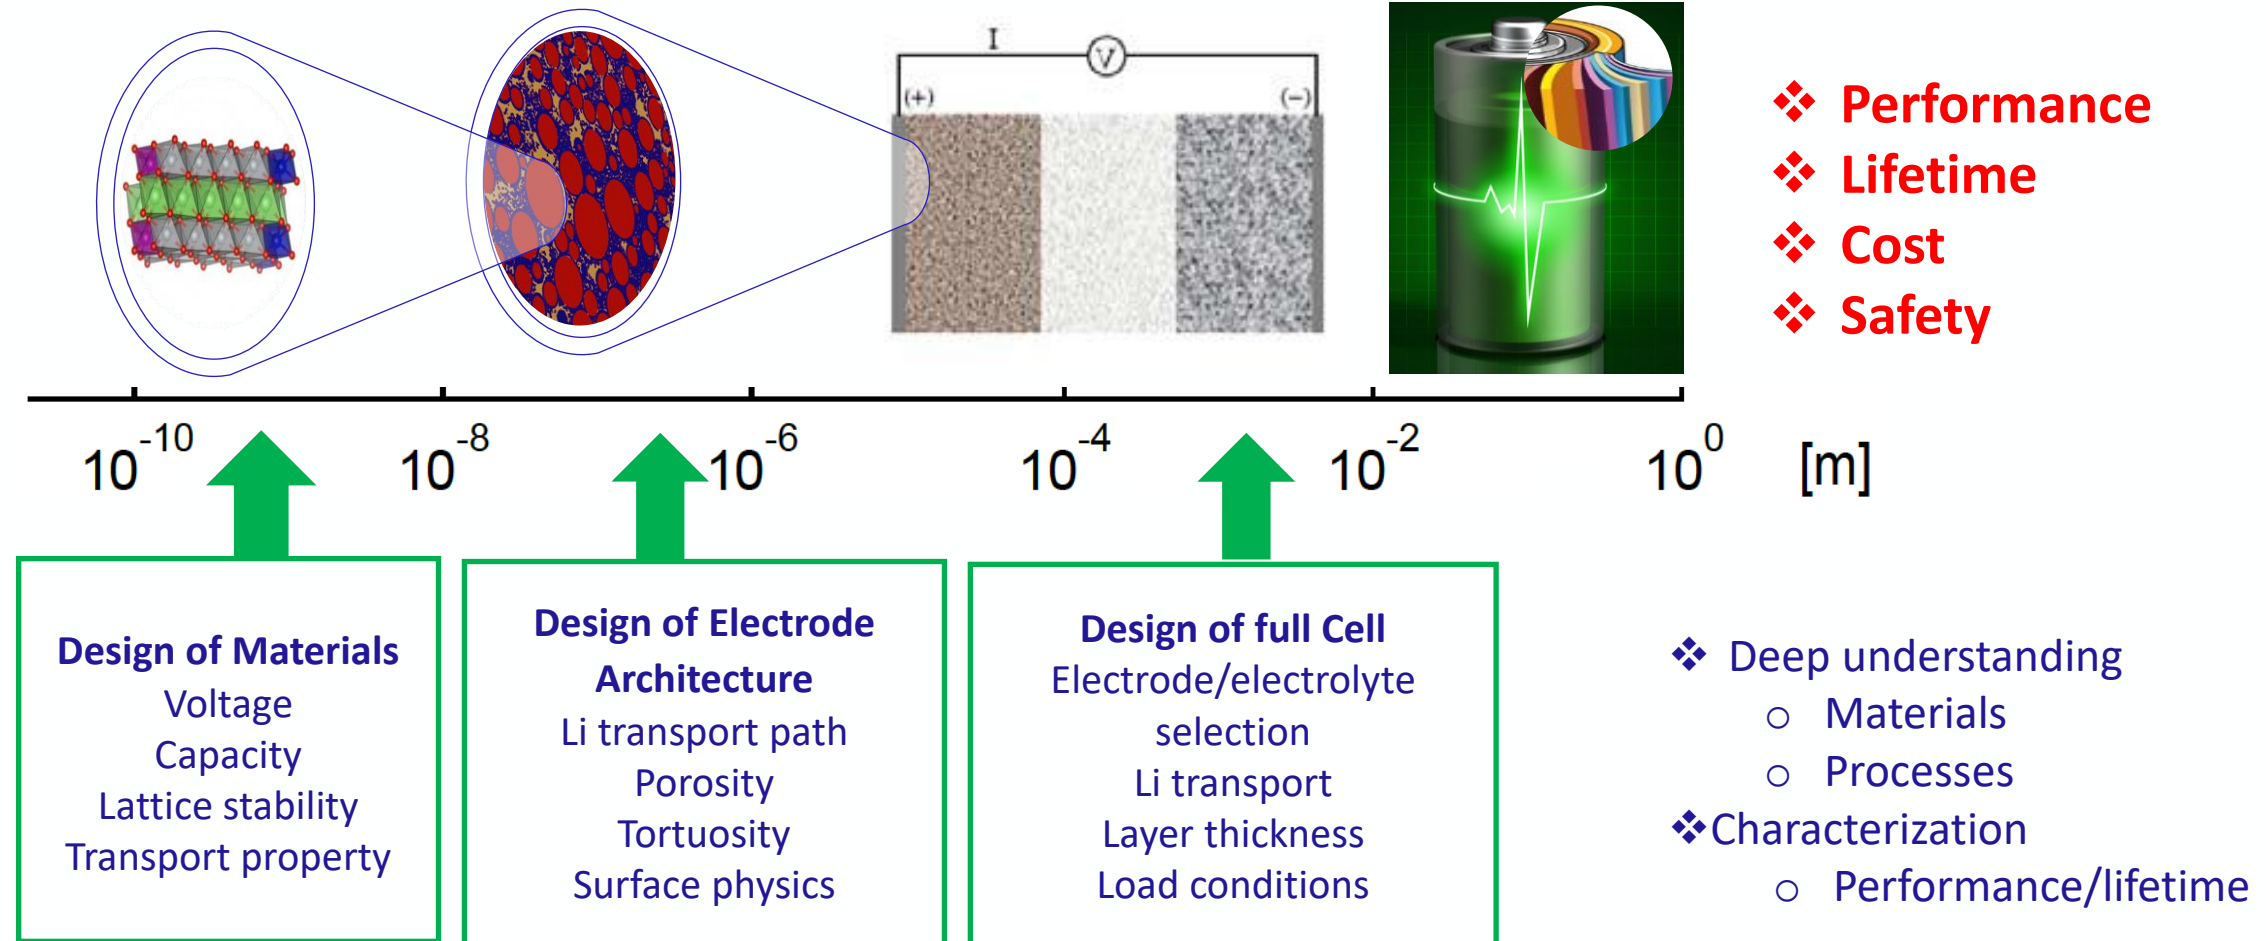 I
V
(+)
(−)
❖ Performance
❖ Lifetime
❖ Cost
❖ Safety
10^-10 10^-8 10^-6 10^-4 10^-2 10^0 [m]
Design of Materials
Voltage
Capacity
Lattice stability
Transport property
Design of Electrode
Architecture
Li transport path
Porosity
Tortuosity
Surface physics
Design of full Cell
Electrode/electrolyte
selection
Li transport
Layer thickness
Load conditions
❖ Deep understanding
o Materials
o Processes
❖Characterization
o Performance/lifetime